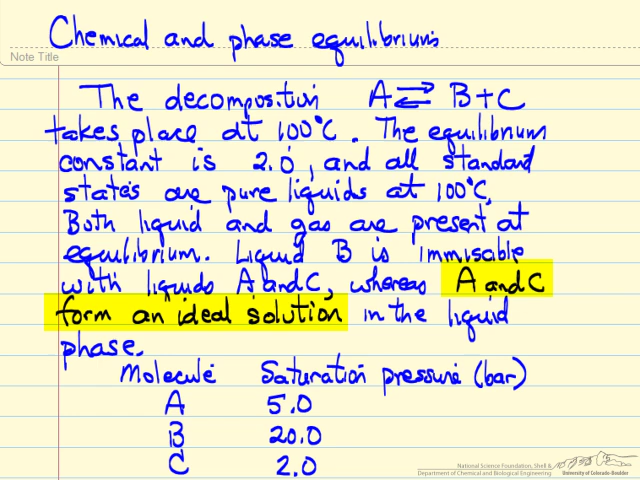 Chemical and phase equilibriums
Note Title
The decomposition A ⇌ B + C
takes place at 100°C. The equilibrium
constant is 2.0, and all standard
states are pure liquids at 100°C.
Both liquid and gas are present at
equilibrium. Liquid B is immisable
with liquids A and C, whereas A and C
form an ideal solution in the liquid
phase.
Molecule Saturation pressure (bar)
A 5.0
B 20.0
C 2.0
National Science Foundation, Shell &
Department of Chemical and Biological Engineering University of Colorado-Boulder